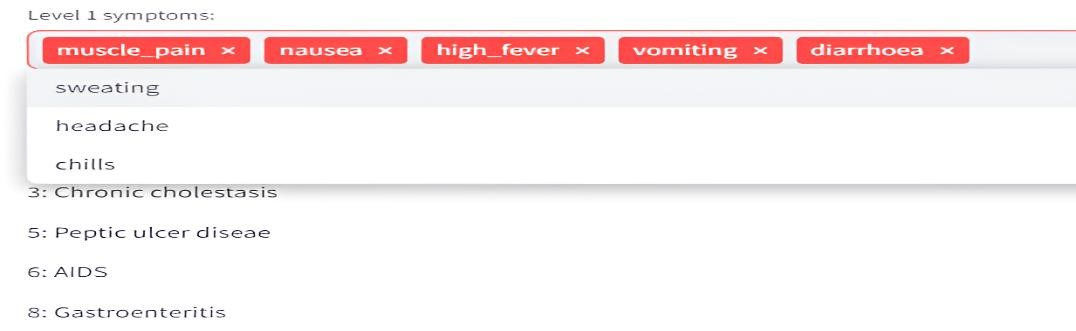 Level 1 symptoms:
muscle_pain × nausea × high_fever × vomiting × diarrhoea ×
sweating
headache
chills
3: Chronic cholestasis
5: Peptic ulcer diseae
6: AIDS
8: Gastroenteritis